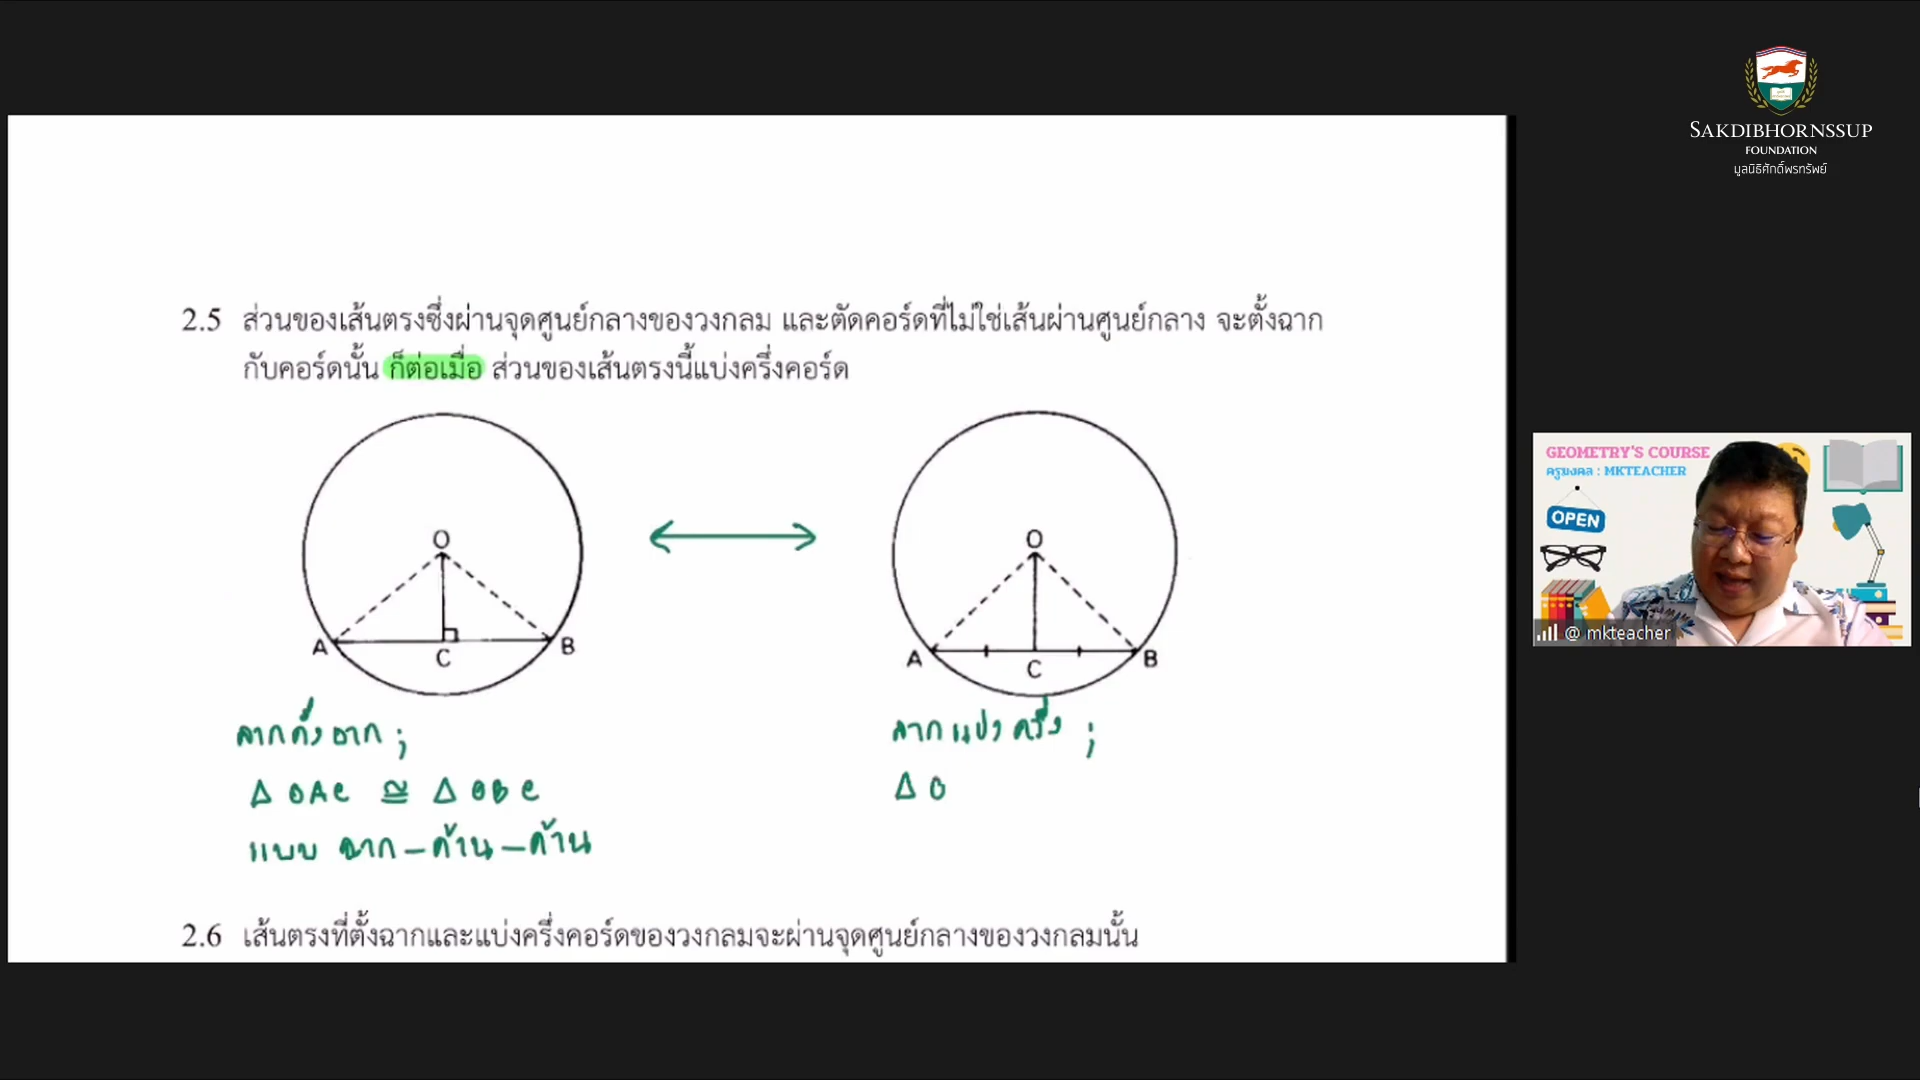 SAKDIBHORNSSUP
FOUNDATION
มูลนิธิศักดิ์พรทรัพย์
2.5 ส่วนของเส้นตรงซึ่งผ่านจุดศูนย์กลางของวงกลม และตัดคอร์ดที่ไม่ใช่เส้นผ่านศูนย์กลาง จะตั้งฉาก
กับคอร์ดนั้น ก็ต่อเมื่อ ส่วนของเส้นตรงนี้แบ่งครึ่งคอร์ด
O
A C B
O
A C B
ลากตั้งฉาก ;
Δ OAC ≅ Δ OBC
แบบ ฉาก – ด้าน – ด้าน
ลากแบ่งครึ่ง ;
Δ O
2.6 เส้นตรงที่ตั้งฉากและแบ่งครึ่งคอร์ดของวงกลมจะผ่านจุดศูนย์กลางของวงกลมนั้น
GEOMETRY'S COURSE
ครูมงคล : MKTEACHER
OPEN
@ mkteacher